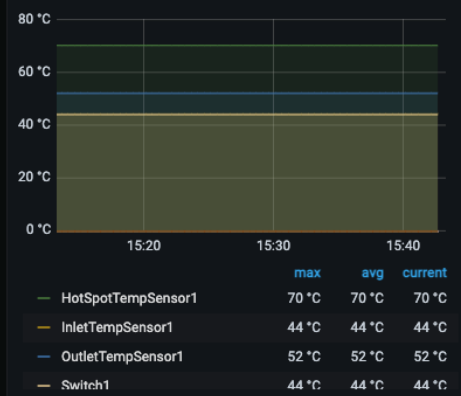 80 °C
60 °C
40 °C
20 °C
0 °C
15:20 15:30 15:40
max avg current
HotSpotTempSensor1 70 °C 70 °C 70 °C
InletTempSensor1 44 °C 44 °C 44 °C
OutletTempSensor1 52 °C 52 °C 52 °C
Switch1 44 °C 44 °C 44 °C